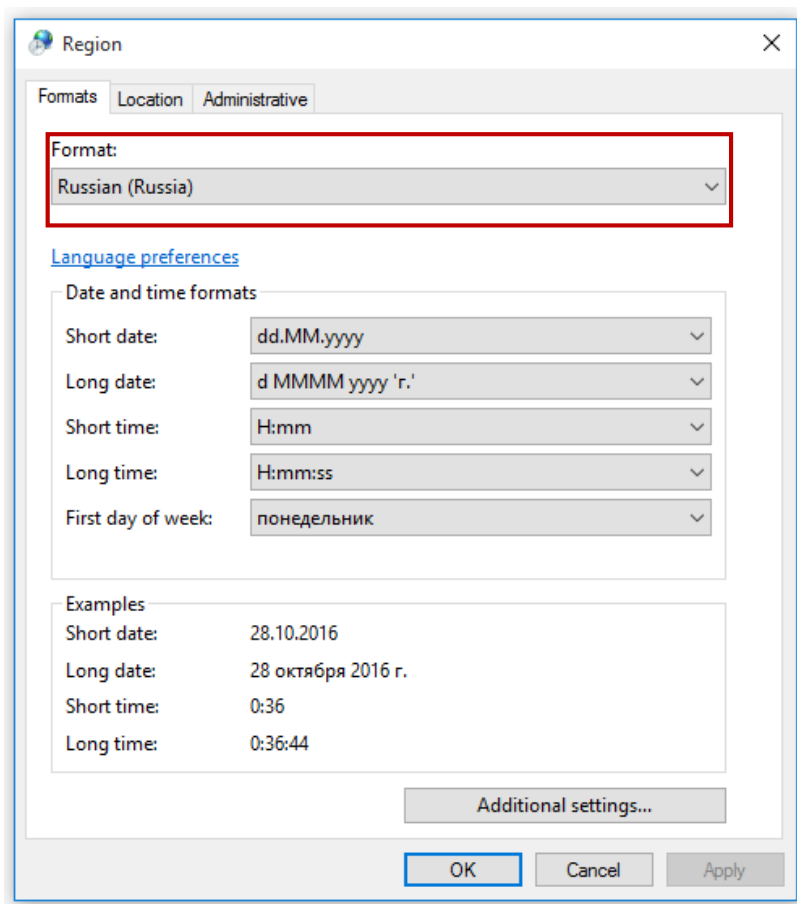 Region
Formats Location Administrative
Format:
Russian (Russia)
Language preferences
Date and time formats
Short date: dd.MM.yyyy
Long date: d MMMM yyyy 'г.'
Short time: H:mm
Long time: H:mm:ss
First day of week: понедельник
Examples
Short date: 28.10.2016
Long date: 28 октября 2016 г.
Short time: 0:36
Long time: 0:36:44
Additional settings...
OK Cancel Apply